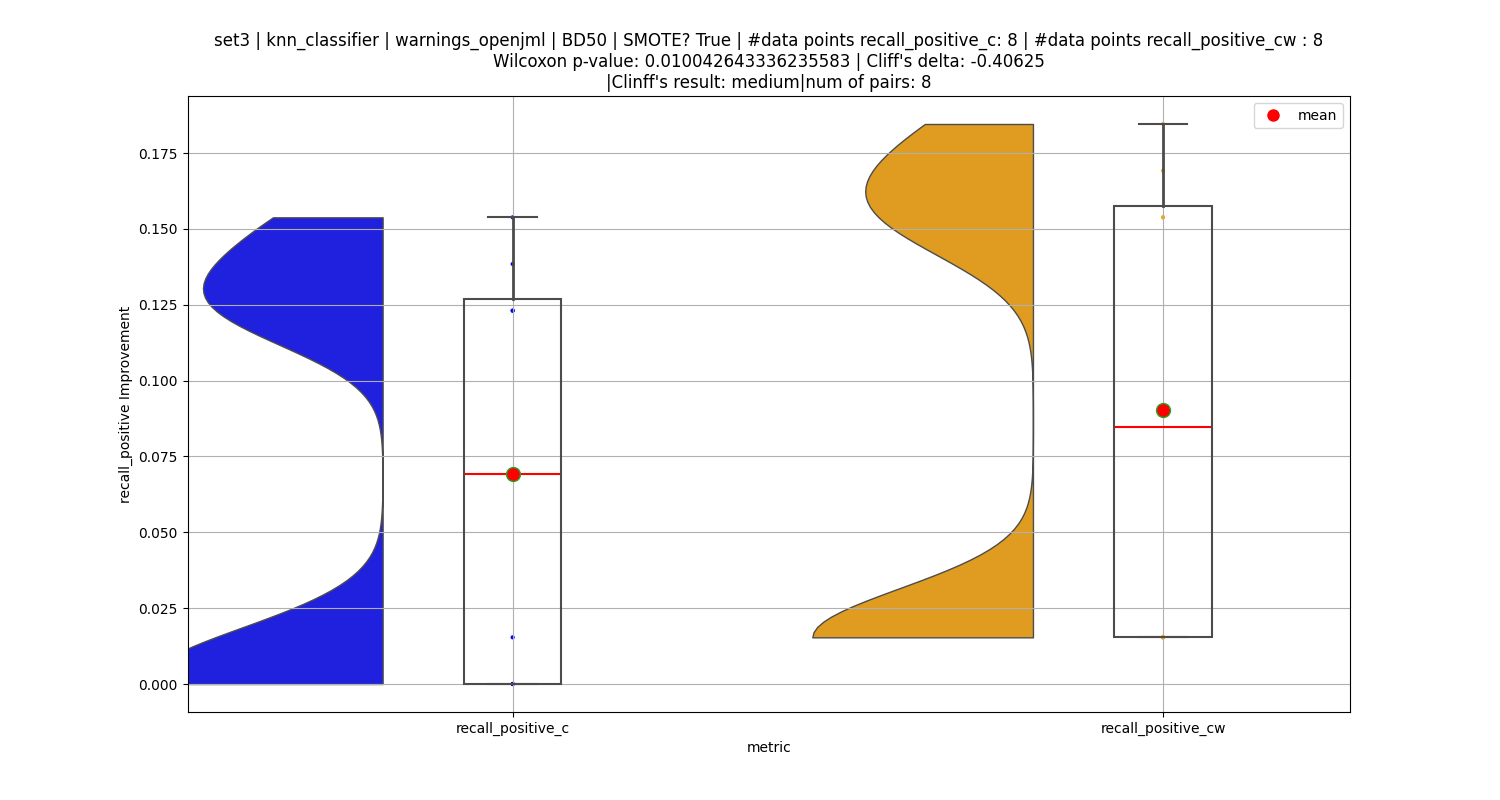 set3 | knn_classifier | warnings_openjml | BD50 | SMOTE? True | #data points recall_positive_c: 8 | #data points recall_positive_cw : 8
Wilcoxon p-value: 0.010042643336235583 | Cliff's delta: -0.40625
|Clinff's result: medium|num of pairs: 8
mean
0.175
0.150
0.125
0.100
0.075
0.050
0.025
0.000
recall_positive Improvement
recall_positive_c
recall_positive_cw
metric